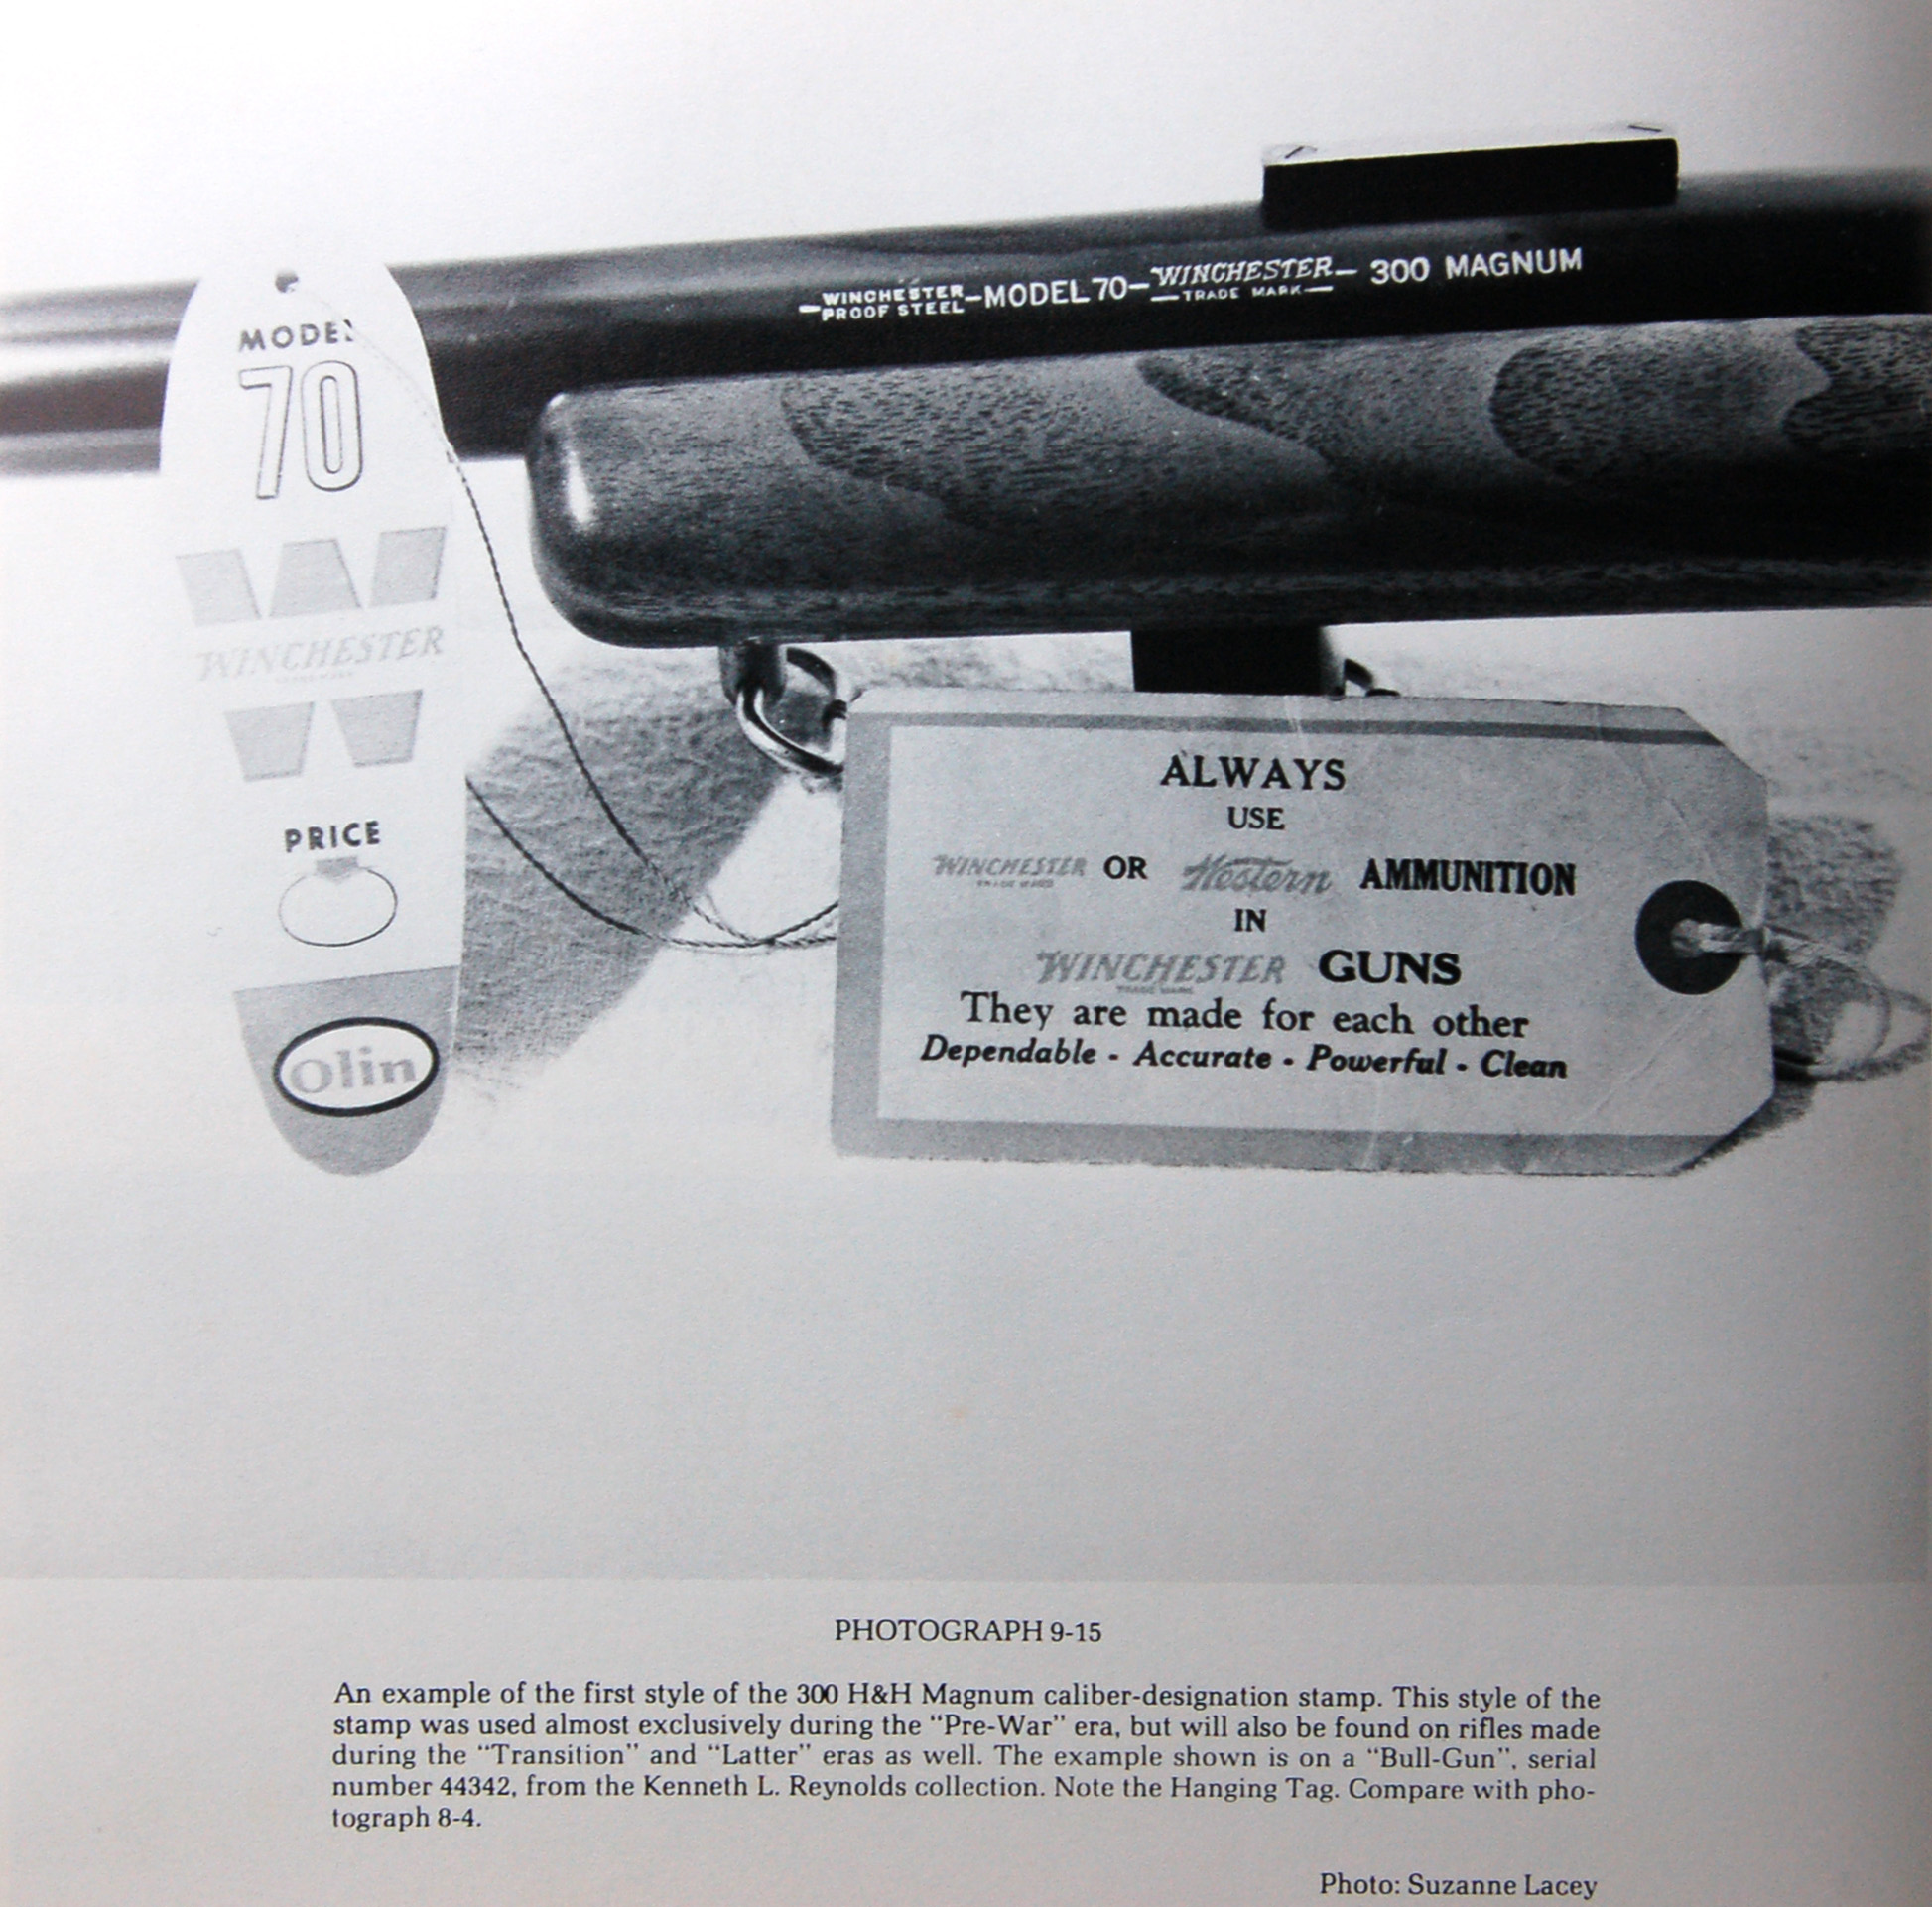 WINCHESTER
PROOF STEEL
-MODEL 70-
WINCHESTER
TRADE MARK
- 300 MAGNUM
MODEL
70
W
WINCHESTER
PRICE
Olin
ALWAYS
USE
WINCHESTER OR Western AMMUNITION
TRADE MARK
IN
WINCHESTER GUNS
TRADE MARK
They are made for each other
Dependable - Accurate - Powerful - Clean
PHOTOGRAPH 9-15
An example of the first style of the 300 H&H Magnum caliber-designation stamp. This style of the
stamp was used almost exclusively during the "Pre-War" era, but will also be found on rifles made
during the "Transition" and "Latter" eras as well. The example shown is on a "Bull-Gun", serial
number 44342, from the Kenneth L. Reynolds collection. Note the Hanging Tag. Compare with pho-
tograph 8-4.
Photo: Suzanne Lacey